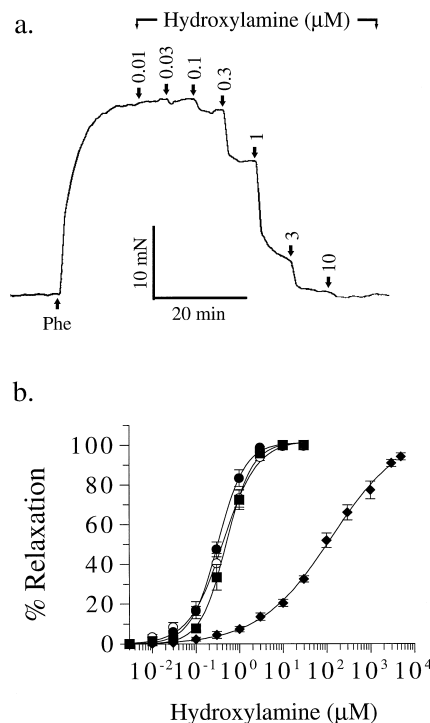 a.
Hydroxylamine (μM)
0.01
0.03
0.1
0.3
1
3
10
10 mN
20 min
Phe
b.
100
80
60
40
20
0
% Relaxation
10⁻² 10⁻¹ 10⁰ 10¹ 10² 10³ 10⁴
Hydroxylamine (μM)